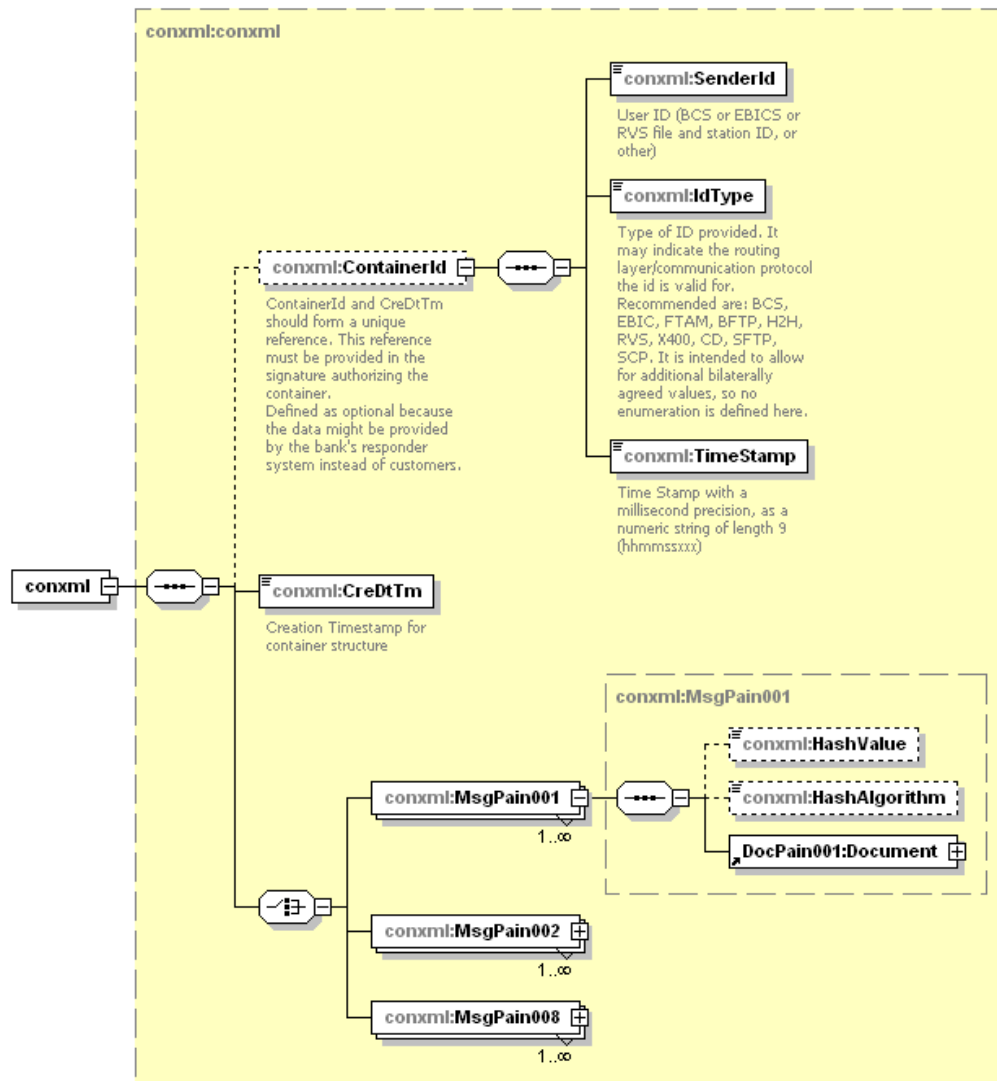 conxml:conxml
conxml:SenderId
User ID (BCS or EBICS or
RVS file and station ID, or
other)
conxml:IdType
Type of ID provided. It
may indicate the routing
layer/communication protocol
the id is valid for.
Recommended are: BCS,
EBIC, FTAM, BFTP, H2H,
RVS, X400, CD, SFTP,
SCP. It is intended to allow
for additional bilaterally
agreed values, so no
enumeration is defined here.
conxml:ContainerId
ContainerId and CreDtTm
should form a unique
reference. This reference
must be provided in the
signature authorizing the
container.
Defined as optional because
the data might be provided
by the bank's responder
system instead of customers.
conxml:TimeStamp
Time Stamp with a
millisecond precision, as a
numeric string of length 9
(hhmmssxxx)
conxml
conxml:CreDtTm
Creation Timestamp for
container structure
conxml:MsgPain001
conxml:HashValue
conxml:HashAlgorithm
DocPain001:Document
conxml:MsgPain001
1..∞
conxml:MsgPain002
1..∞
conxml:MsgPain008
1..∞